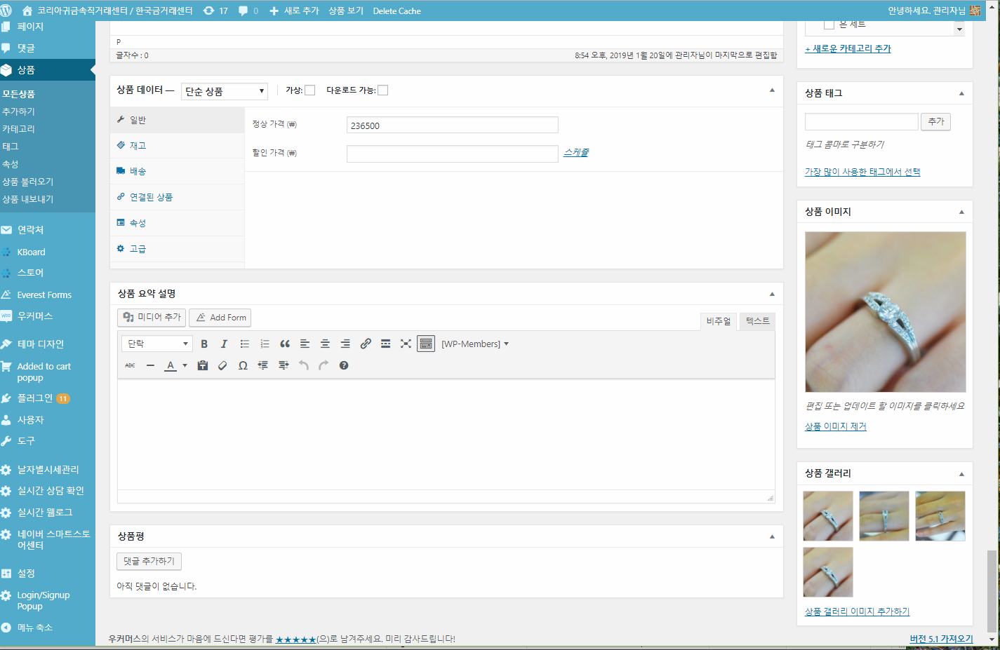 코리아귀금속직거래센터 / 한국금거래센터
17
0
새로 추가
상품 보기
Delete Cache
안녕하세요, 관리자님
페이지
댓글
상품
모든상품
추가하기
카테고리
태그
속성
상품 불러오기
상품 내보내기
연락처
KBoard
스토어
Everest Forms
우커머스
테마 디자인
Added to cart
popup
플러그인 11
사용자
도구
날자별시세관리
실시간 상담 확인
실시간 웹로그
네이버 스마트스토
어센터
설정
Login/Signup
Popup
메뉴 축소
P
글자수 : 0
8:54 오후, 2019년 1월 20일에 관리자님이 마지막으로 편집함
상품 데이터 —
단순 상품
가상:
다운로드 가능:
일반
재고
배송
연결된 상품
속성
고급
정상 가격 (₩)
236500
할인 가격 (₩)
스케줄
상품 요약 설명
미디어 추가
Add Form
비주얼
텍스트
단락
B
I
[WP-Members]
ABC
A
Ω
상품평
댓글 추가하기
아직 댓글이 없습니다.
우커머스의 서비스가 마음에 드신다면 평가를 ★★★★★(으)로 남겨주세요. 미리 감사드립니다!
은 세트
+ 새로운 카테고리 추가
상품 태그
추가
태그 콤마로 구분하기
가장 많이 사용한 태그에서 선택
상품 이미지
편집 또는 업데이트 할 이미지를 클릭하세요
상품 이미지 제거
상품 갤러리
상품 갤러리 이미지 추가하기
버전 5.1 가져오기